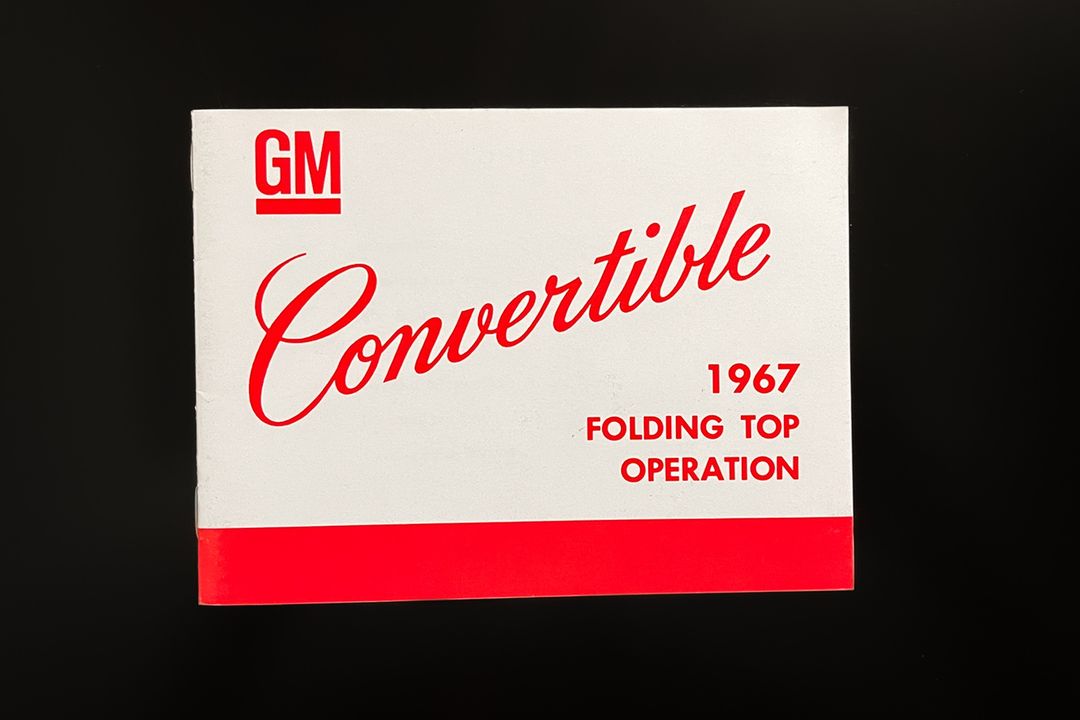 GM
Convertible
1967
FOLDING TOP
OPERATION